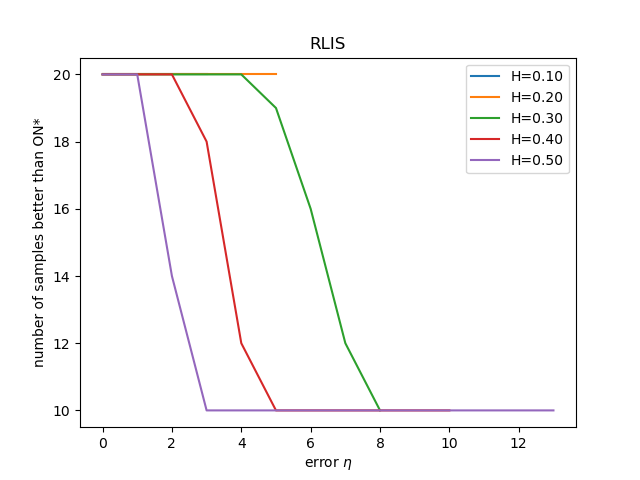 RLIS
number of samples better than ON*
20
18
16
14
12
10
0 2 4 6 8 10 12
error η
H=0.10
H=0.20
H=0.30
H=0.40
H=0.50